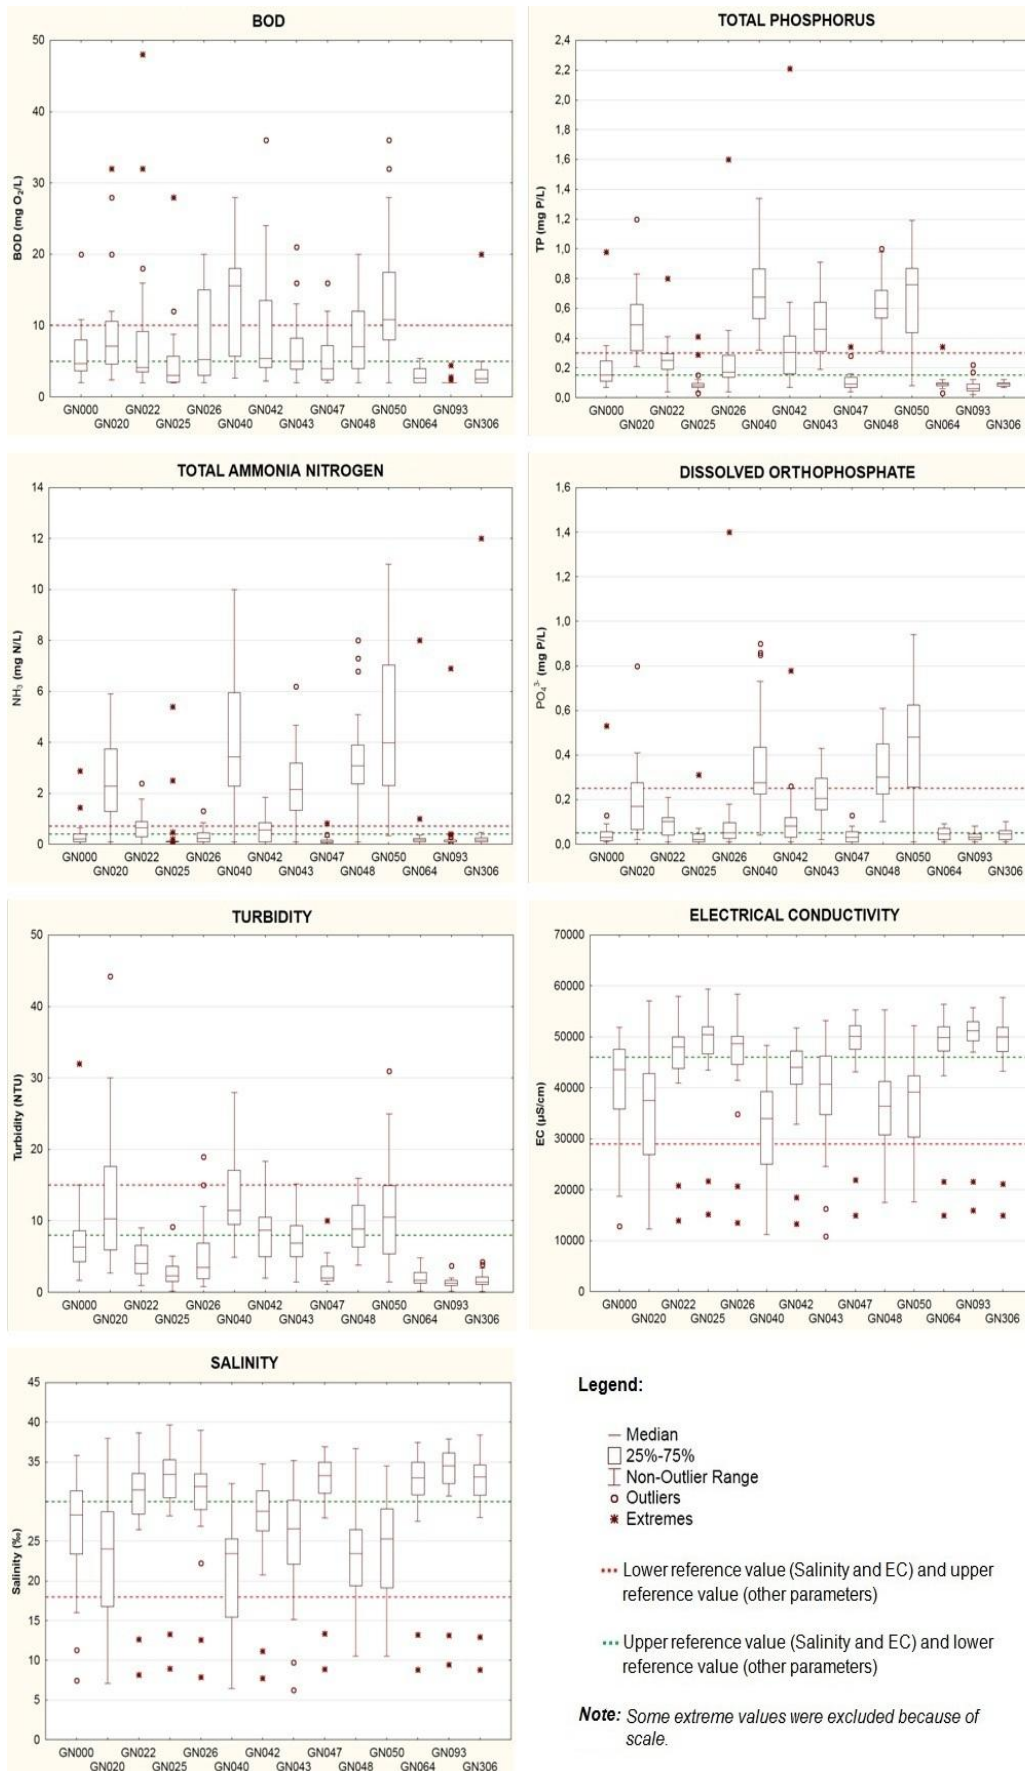 BOD
50
40
30
20
10
0
BOD (mg O₂/L)
GN000 GN022 GN026 GN042 GN047 GN050 GN093
GN020 GN025 GN040 GN043 GN048 GN064 GN306
TOTAL PHOSPHORUS
2,4
2,2
2,0
1,8
1,6
1,4
1,2
1,0
0,8
0,6
0,4
0,2
0,0
TP (mg P/L)
GN000 GN022 GN026 GN042 GN047 GN050 GN093
GN020 GN025 GN040 GN043 GN048 GN064 GN306
TOTAL AMMONIA NITROGEN
14
12
10
8
6
4
2
0
NH₃ (mg N/L)
GN000 GN022 GN026 GN042 GN047 GN050 GN093
GN020 GN025 GN040 GN043 GN048 GN064 GN306
DISSOLVED ORTHOPHOSPHATE
1,6
1,4
1,2
1,0
0,8
0,6
0,4
0,2
0,0
PO₄³⁻ (mg P/L)
GN000 GN022 GN026 GN042 GN047 GN050 GN093
GN020 GN025 GN040 GN043 GN048 GN064 GN306
TURBIDITY
50
40
30
20
10
0
Turbidity (NTU)
GN000 GN022 GN026 GN042 GN047 GN050 GN093
GN020 GN025 GN040 GN043 GN048 GN064 GN306
ELECTRICAL CONDUCTIVITY
70000
60000
50000
40000
30000
20000
10000
0
EC (µS/cm)
GN000 GN022 GN026 GN042 GN047 GN050 GN093
GN020 GN025 GN040 GN043 GN048 GN064 GN306
SALINITY
45
40
35
30
25
20
15
10
5
0
Salinity (‰)
GN000 GN022 GN026 GN042 GN047 GN050 GN093
GN020 GN025 GN040 GN043 GN048 GN064 GN306
Legend:
Median
25%-75%
Non-Outlier Range
Outliers
Extremes
Lower reference value (Salinity and EC) and upper
reference value (other parameters)
Upper reference value (Salinity and EC) and lower
reference value (other parameters)
Note: Some extreme values were excluded because of
scale.